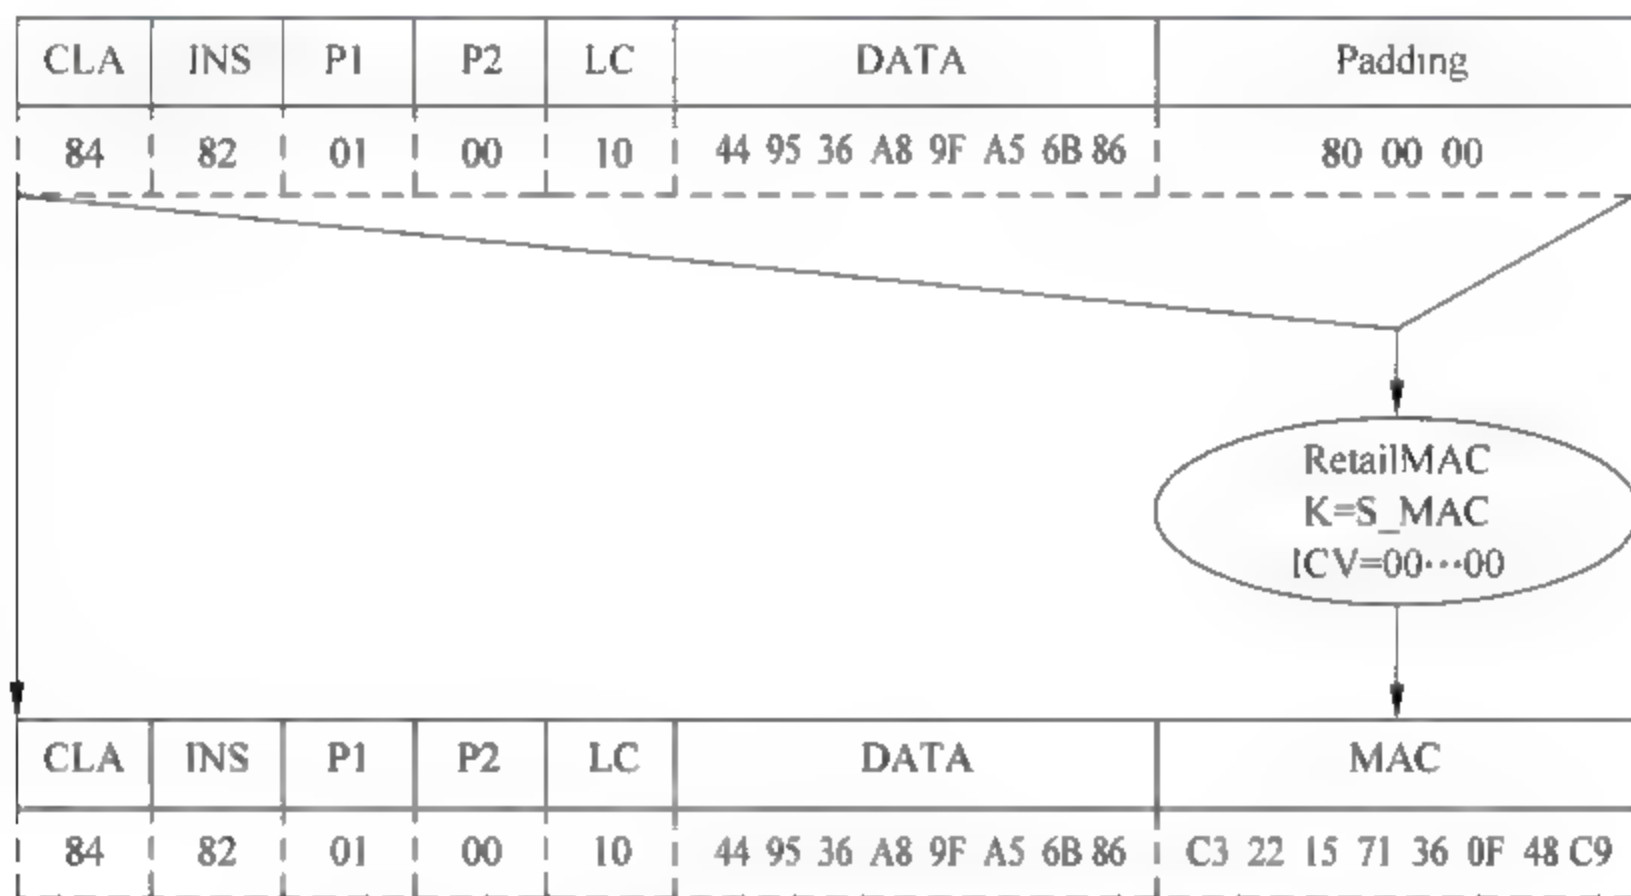 CLA INS P1 P2 LC DATA Padding
84 82 01 00 10 44 95 36 A8 9F A5 6B 86 80 00 00
RetailMAC
K=S_MAC
ICV=00···00
CLA INS P1 P2 LC DATA MAC
84 82 01 00 10 44 95 36 A8 9F A5 6B 86 C3 22 15 71 36 0F 48 C9